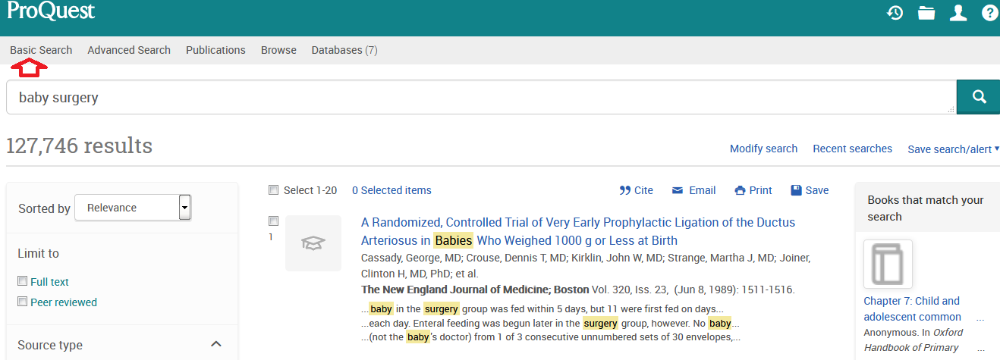 ProQuest
?
Basic Search Advanced Search Publications Browse Databases (7)
baby surgery
127,746 results
Modify search Recent searches Save search/alert
Sorted by Relevance
Limit to
Full text
Peer reviewed
Source type
Select 1-20 0 Selected items Cite Email Print Save
1
A Randomized, Controlled Trial of Very Early Prophylactic Ligation of the Ductus
Arteriosus in Babies Who Weighed 1000 g or Less at Birth
Cassady, George, MD; Crouse, Dennis T, MD; Kirklin, John W, MD; Strange, Martha J, MD; Joiner,
Clinton H, MD, PhD; et al.
The New England Journal of Medicine; Boston Vol. 320, Iss. 23, (Jun 8, 1989): 1511-1516.
...baby in the surgery group was fed within 5 days, but 11 were first fed on days...
...each day. Enteral feeding was begun later in the surgery group, however. No baby...
...(not the baby's doctor) from 1 of 3 consecutive unnumbered sets of 30 envelopes,...
Books that match your
search
Chapter 7: Child and
adolescent common ...
Anonymous. In Oxford
Handbook of Primary ...